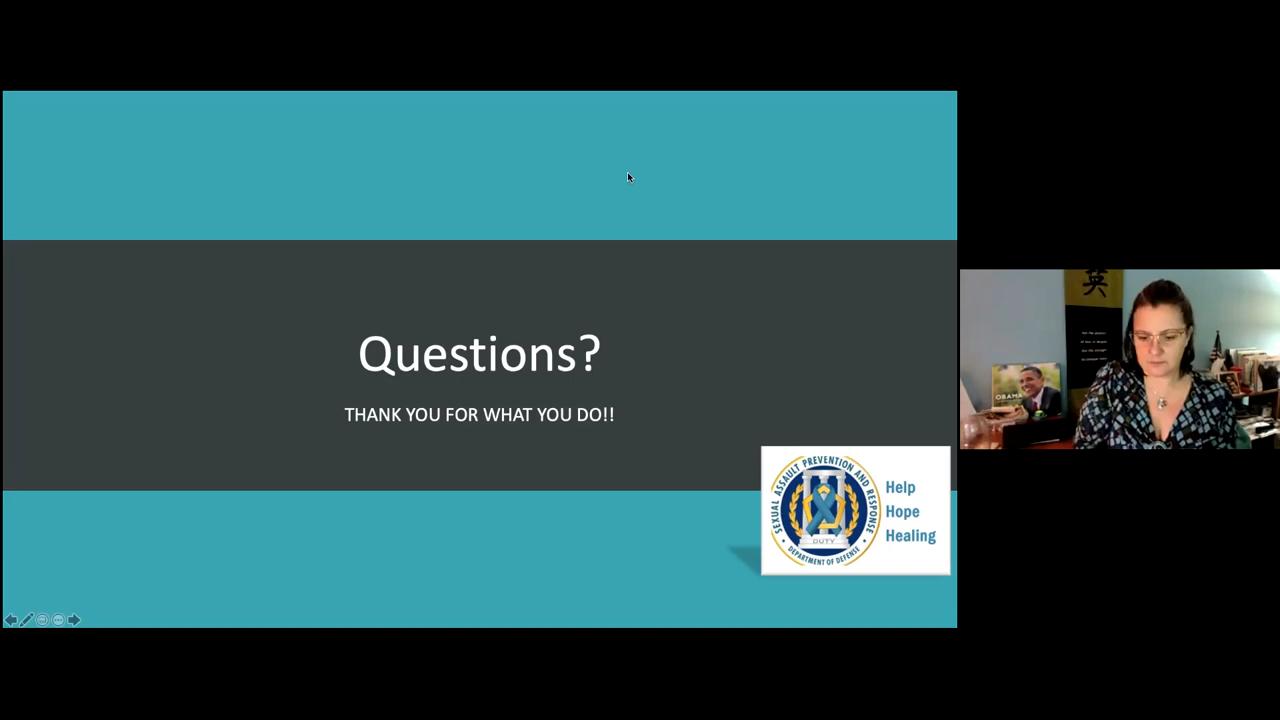 Questions?
THANK YOU FOR WHAT YOU DO!!
SEXUAL ASSAULT PREVENTION AND RESPONSE
DUTY
• DEPARTMENT OF DEFENSE •
Help
Hope
Healing
英
OBAMA